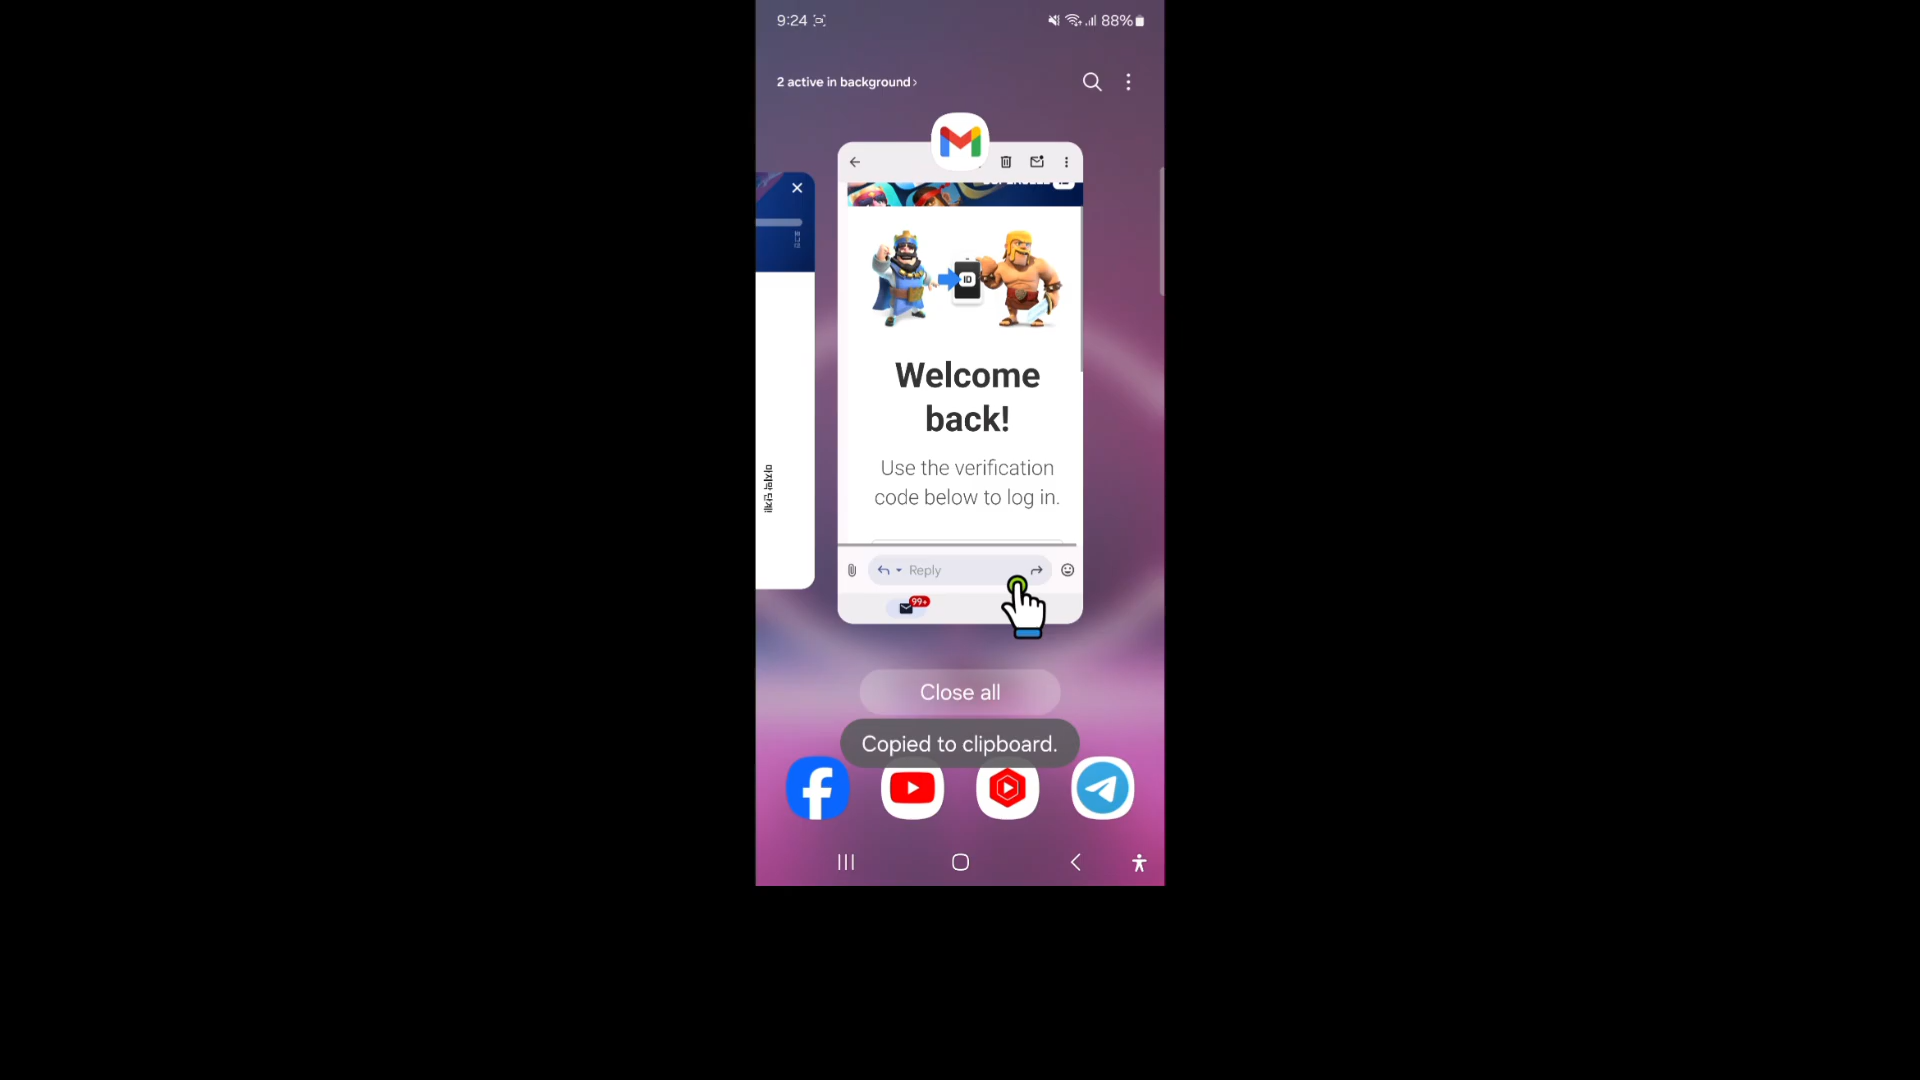 9:24
88%
2 active in background ›
ID
Welcome
back!
Use the verification
code below to log in.
Reply
99+
Close all
Copied to clipboard.